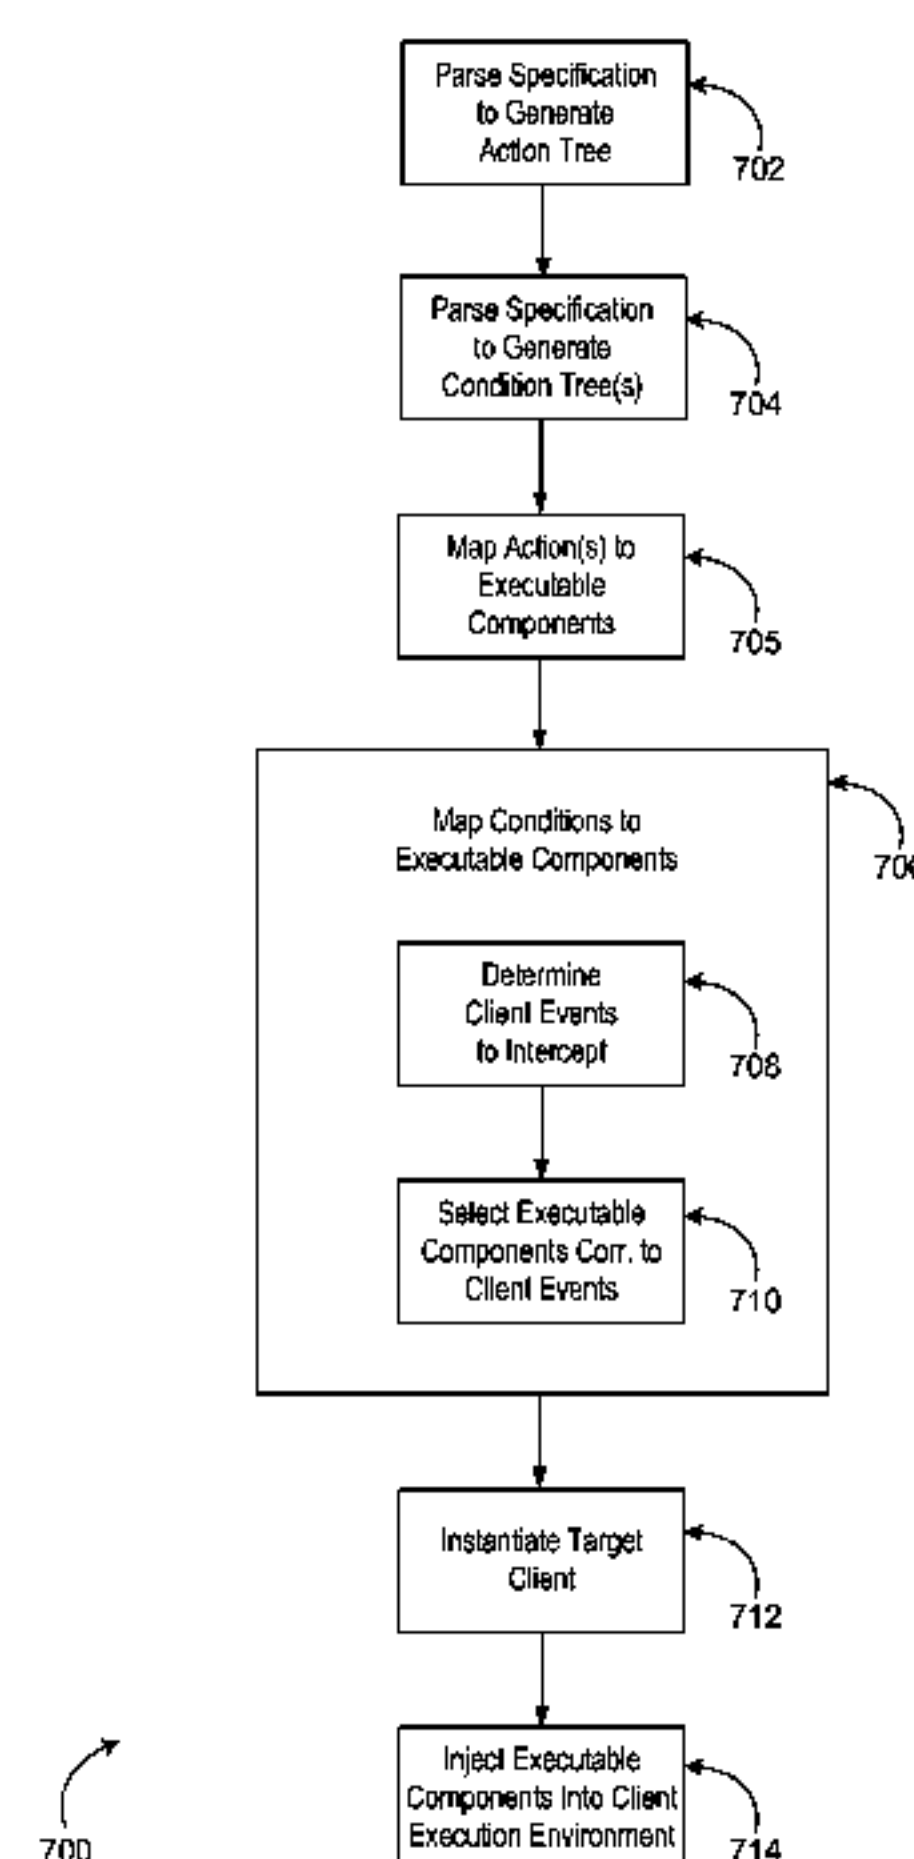 Parse Specification
to Generate
Action Tree
702
Parse Specification
to Generate
Condition Tree(s)
704
Map Action(s) to
Executable
Components
705
Map Conditions to
Executable Components
Determine
Client Events
to Intercept
708
Select Executable
Components Corr. to
Client Events
710
Instantiate Target
Client
712
Inject Executable
Components Into Client
Execution Environment
714
700